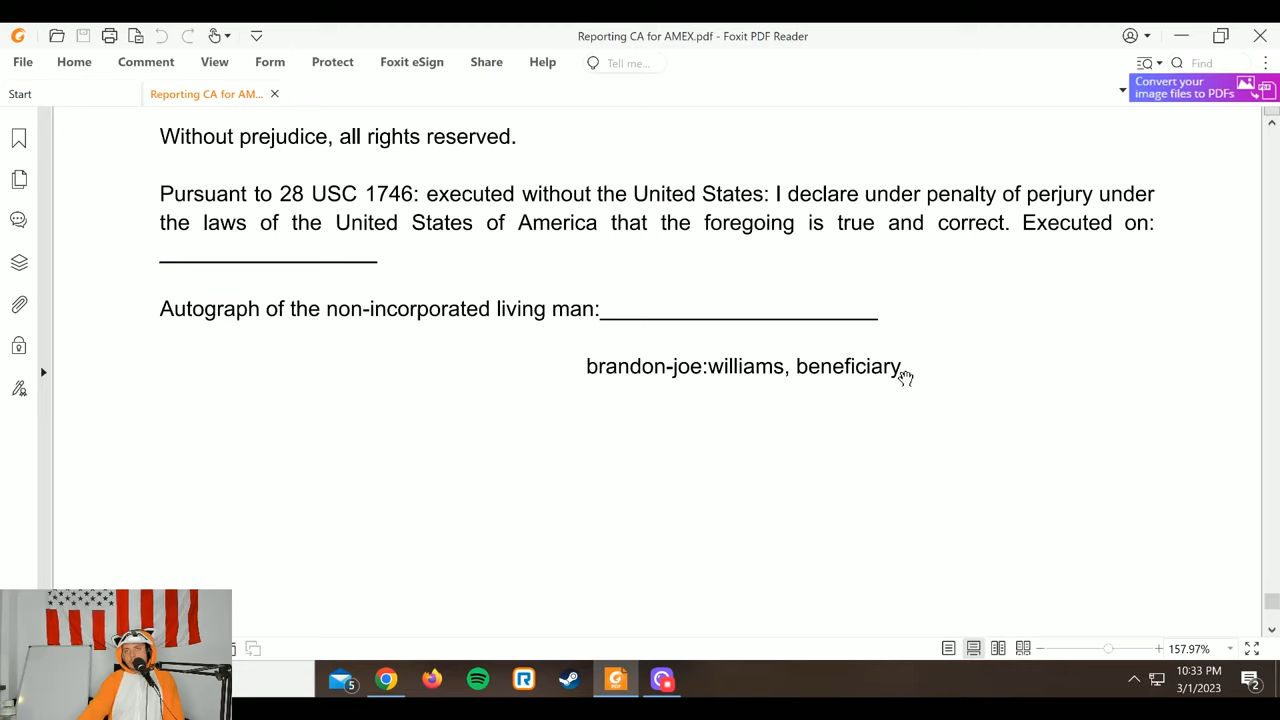 Reporting CA for AMEX.pdf - Foxit PDF Reader
File Home Comment View Form Protect Foxit eSign Share Help Tell me... Find
Start Reporting CA for AM...
Convert your
image files to PDFs
Without prejudice, all rights reserved.
Pursuant to 28 USC 1746: executed without the United States: I declare under penalty of perjury under
the laws of the United States of America that the foregoing is true and correct. Executed on:
Autograph of the non-incorporated living man:
brandon-joe:williams, beneficiary
157.97%
5
10:33 PM
3/1/2023
2